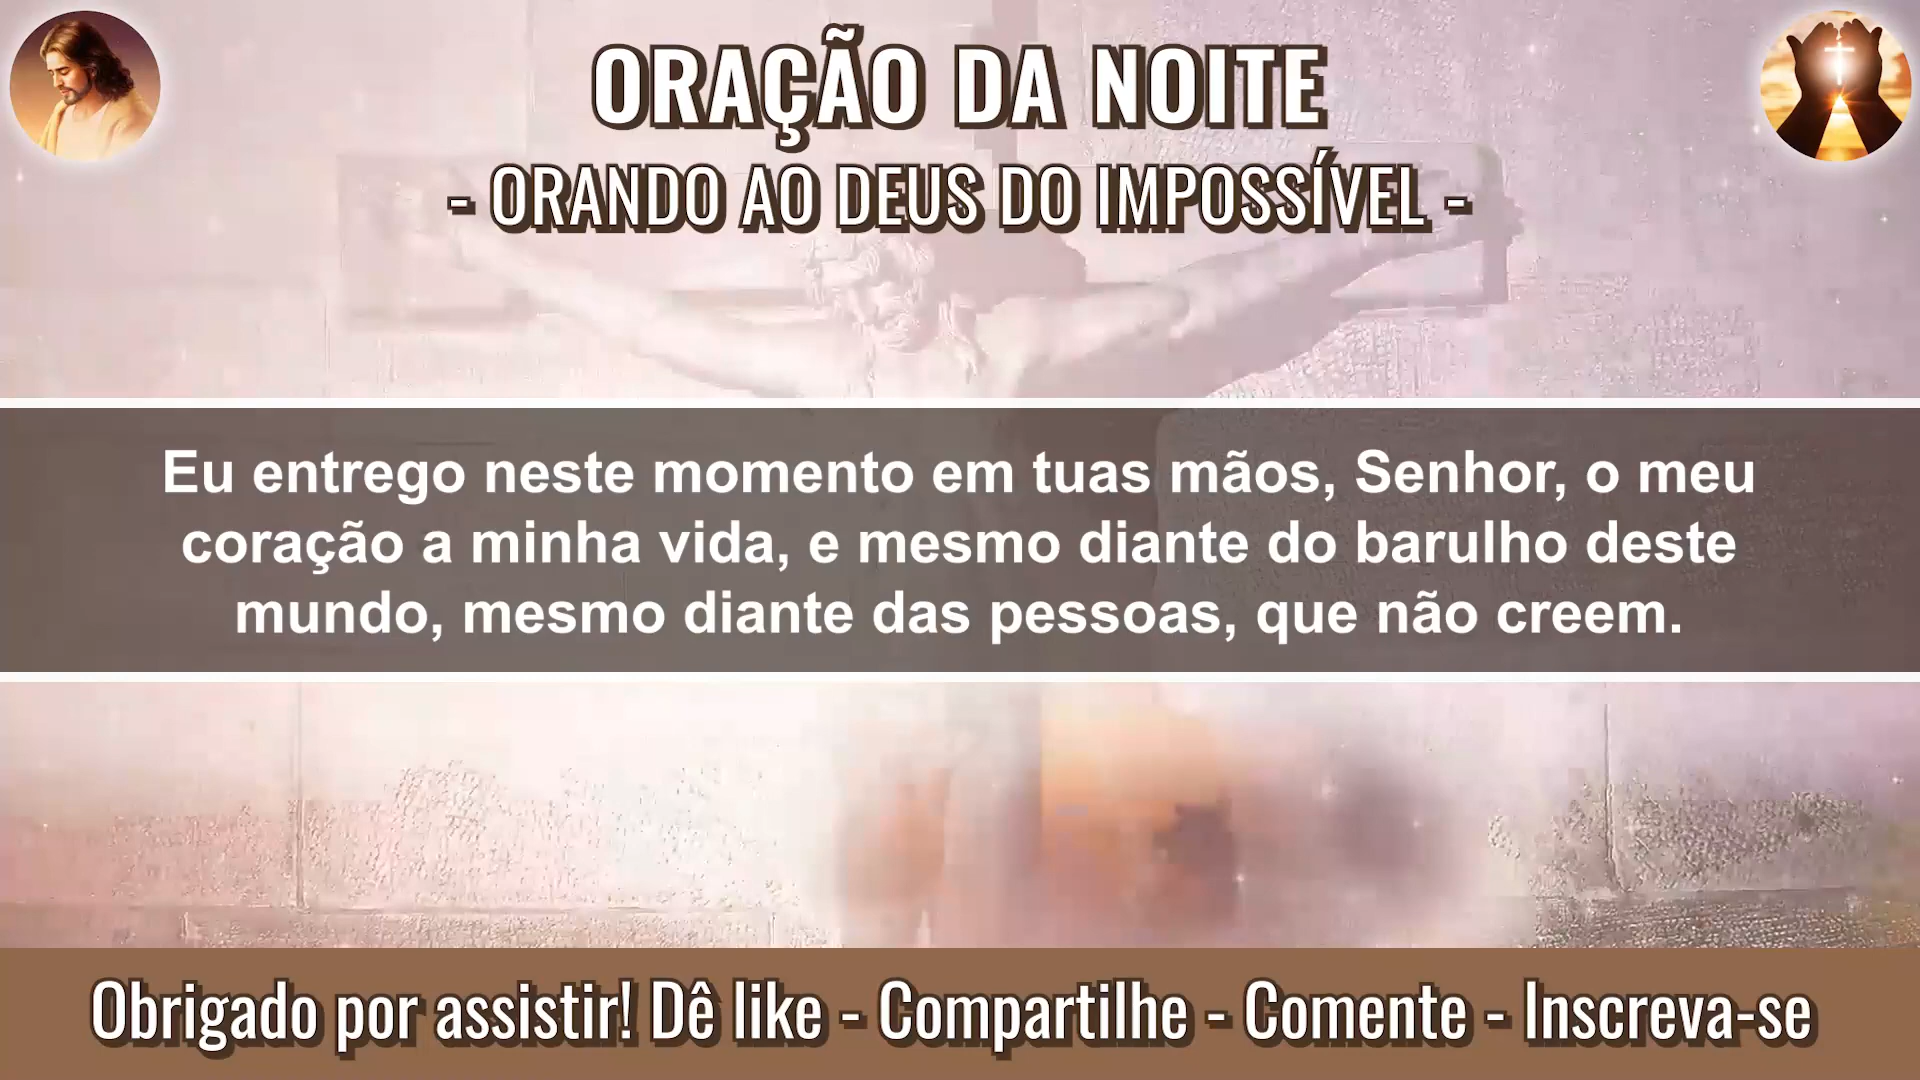 ORAÇÃO DA NOITE
- ORANDO AO DEUS DO IMPOSSÍVEL -
Eu entrego neste momento em tuas mãos, Senhor, o meu
coração a minha vida, e mesmo diante do barulho deste
mundo, mesmo diante das pessoas, que não creem.
Obrigado por assistir! Dê like - Compartilhe - Comente - Inscreva-se